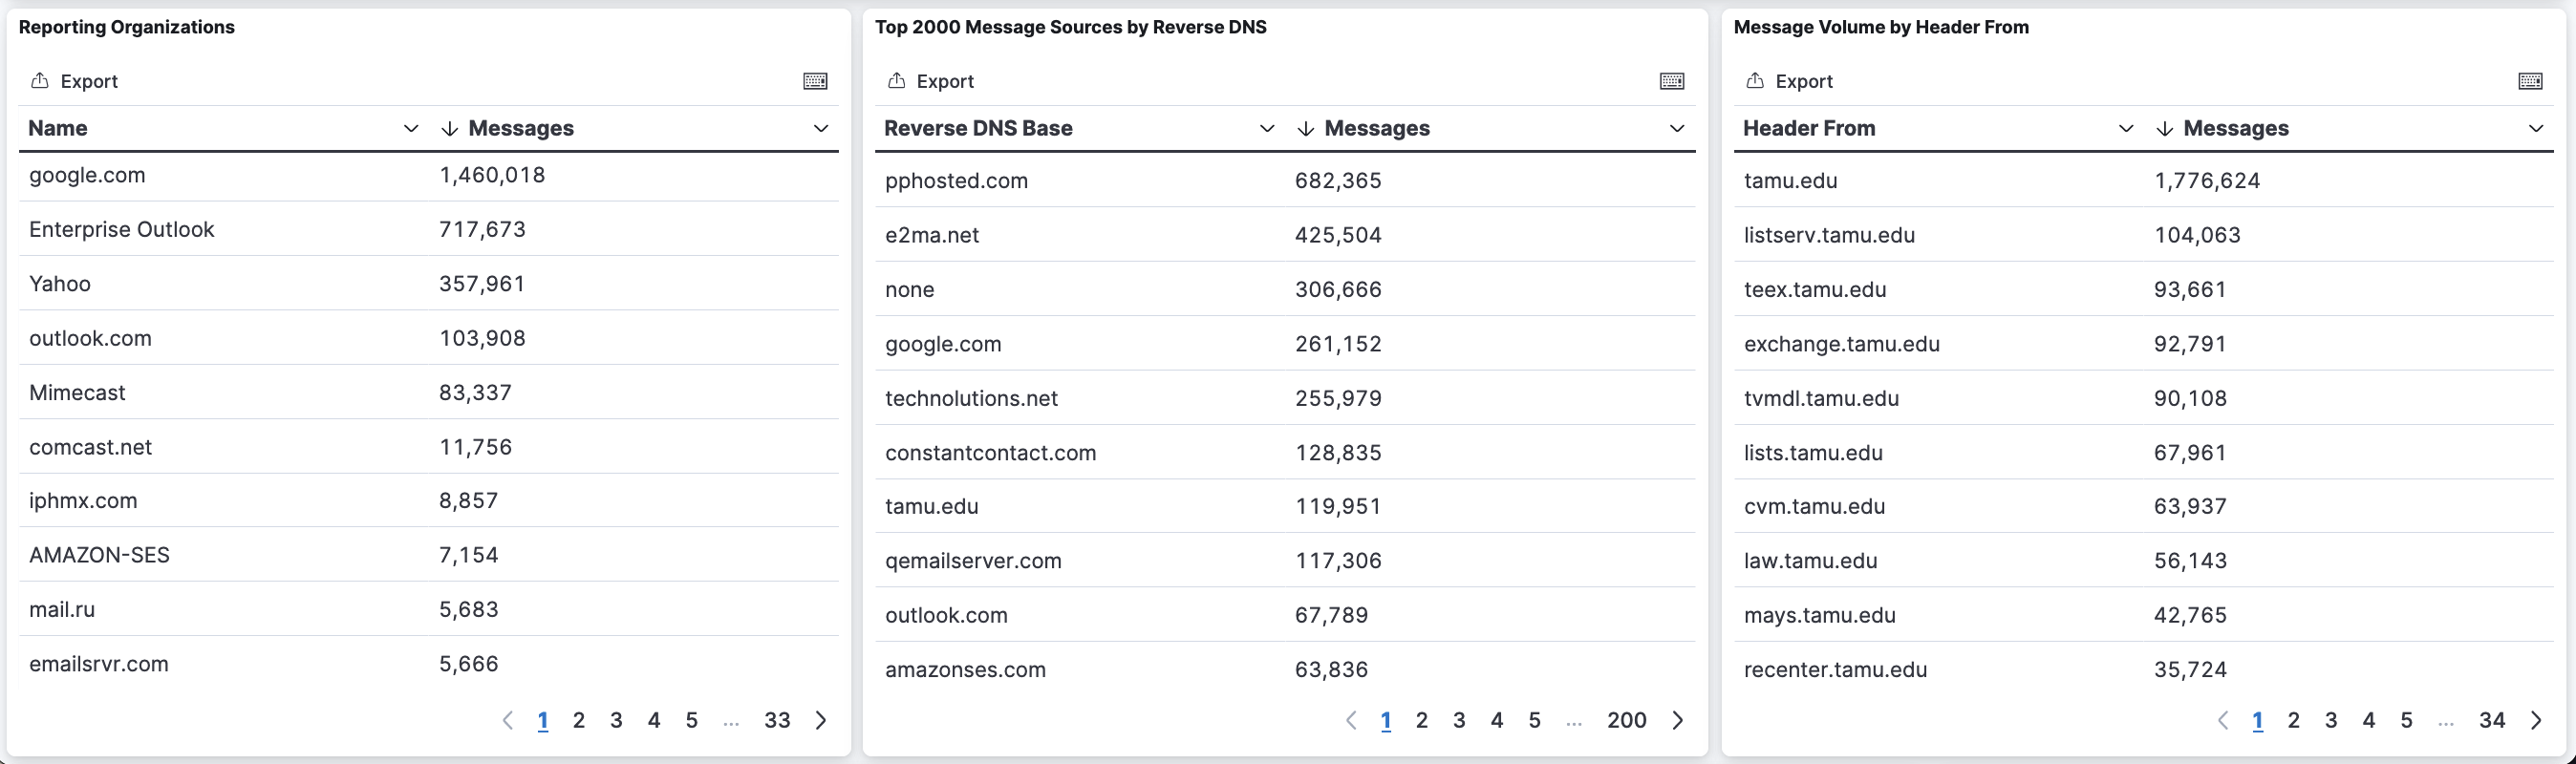 Reporting Organizations
Export
Name Messages
google.com 1,460,018
Enterprise Outlook 717,673
Yahoo 357,961
outlook.com 103,908
Mimecast 83,337
comcast.net 11,756
iphmx.com 8,857
AMAZON-SES 7,154
mail.ru 5,683
emailsrvr.com 5,666
1 2 3 4 5 ... 33
Top 2000 Message Sources by Reverse DNS
Export
Reverse DNS Base Messages
pphosted.com 682,365
e2ma.net 425,504
none 306,666
google.com 261,152
technolutions.net 255,979
constantcontact.com 128,835
tamu.edu 119,951
qemailserver.com 117,306
outlook.com 67,789
amazonses.com 63,836
1 2 3 4 5 ... 200
Message Volume by Header From
Export
Header From Messages
tamu.edu 1,776,624
listserv.tamu.edu 104,063
teex.tamu.edu 93,661
exchange.tamu.edu 92,791
tvmdl.tamu.edu 90,108
lists.tamu.edu 67,961
cvm.tamu.edu 63,937
law.tamu.edu 56,143
mays.tamu.edu 42,765
recenter.tamu.edu 35,724
1 2 3 4 5 ... 34